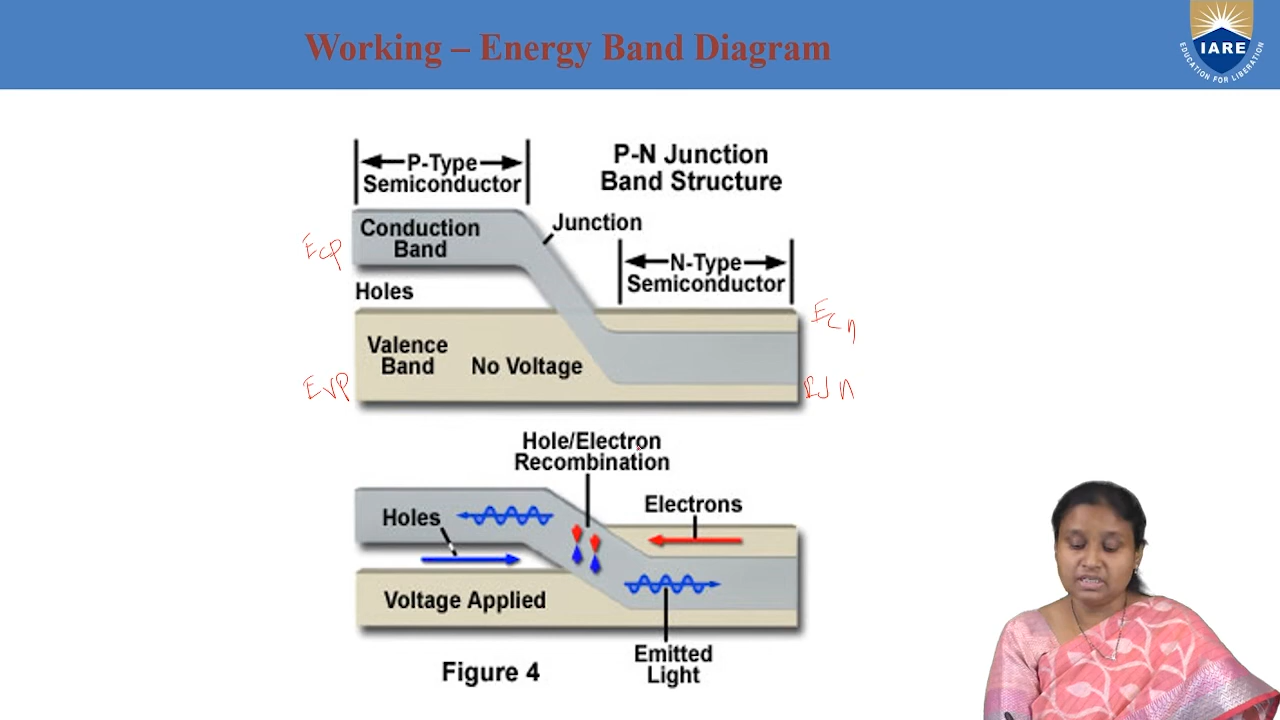 Working – Energy Band Diagram
IARE
EDUCATION FOR LIBERATION
P-Type
Semiconductor
P-N Junction
Band Structure
Conduction
Band
Junction
Ecp
N-Type
Semiconductor
Holes
Ecn
Valence
Band
No Voltage
Evp
Hole/Electron
Recombination
Electrons
Holes
Voltage Applied
Emitted
Light
Figure 4